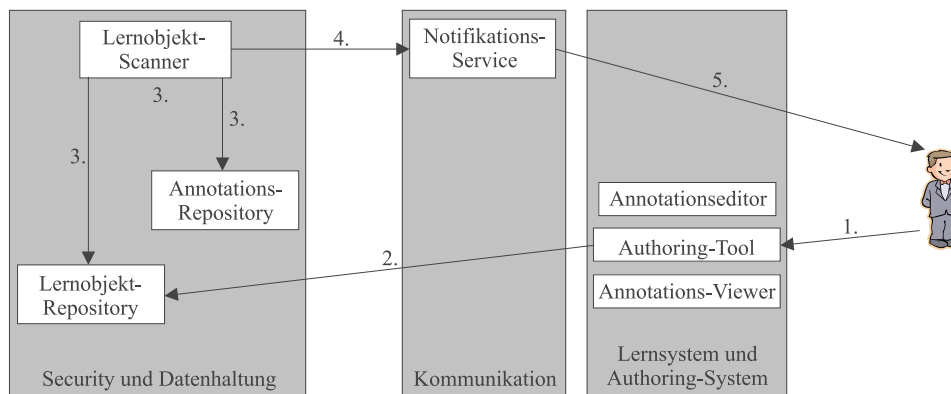 Lernobjekt-
Scanner
4.
Notifikations-
Service
5.
3.
3.
3.
Annotations-
Repository
Annotationseditor
1.
Authoring-Tool
2.
Lernobjekt-
Repository
Annotations-Viewer
Security und Datenhaltung
Kommunikation
Lernsystem und
Authoring-System